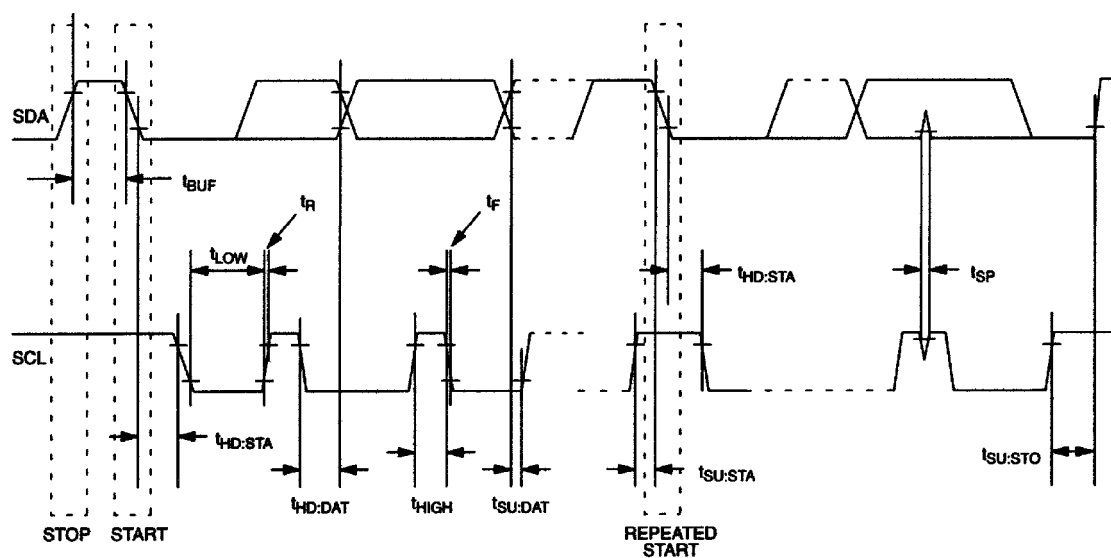 SDA
tBUF
tR
tF
tLOW
tHD:STA
tSP
SCL
tHD:STA
tSU:STA
tSU:STO
tHD:DAT
tHIGH
tSU:DAT
STOP
START
REPEATED
START